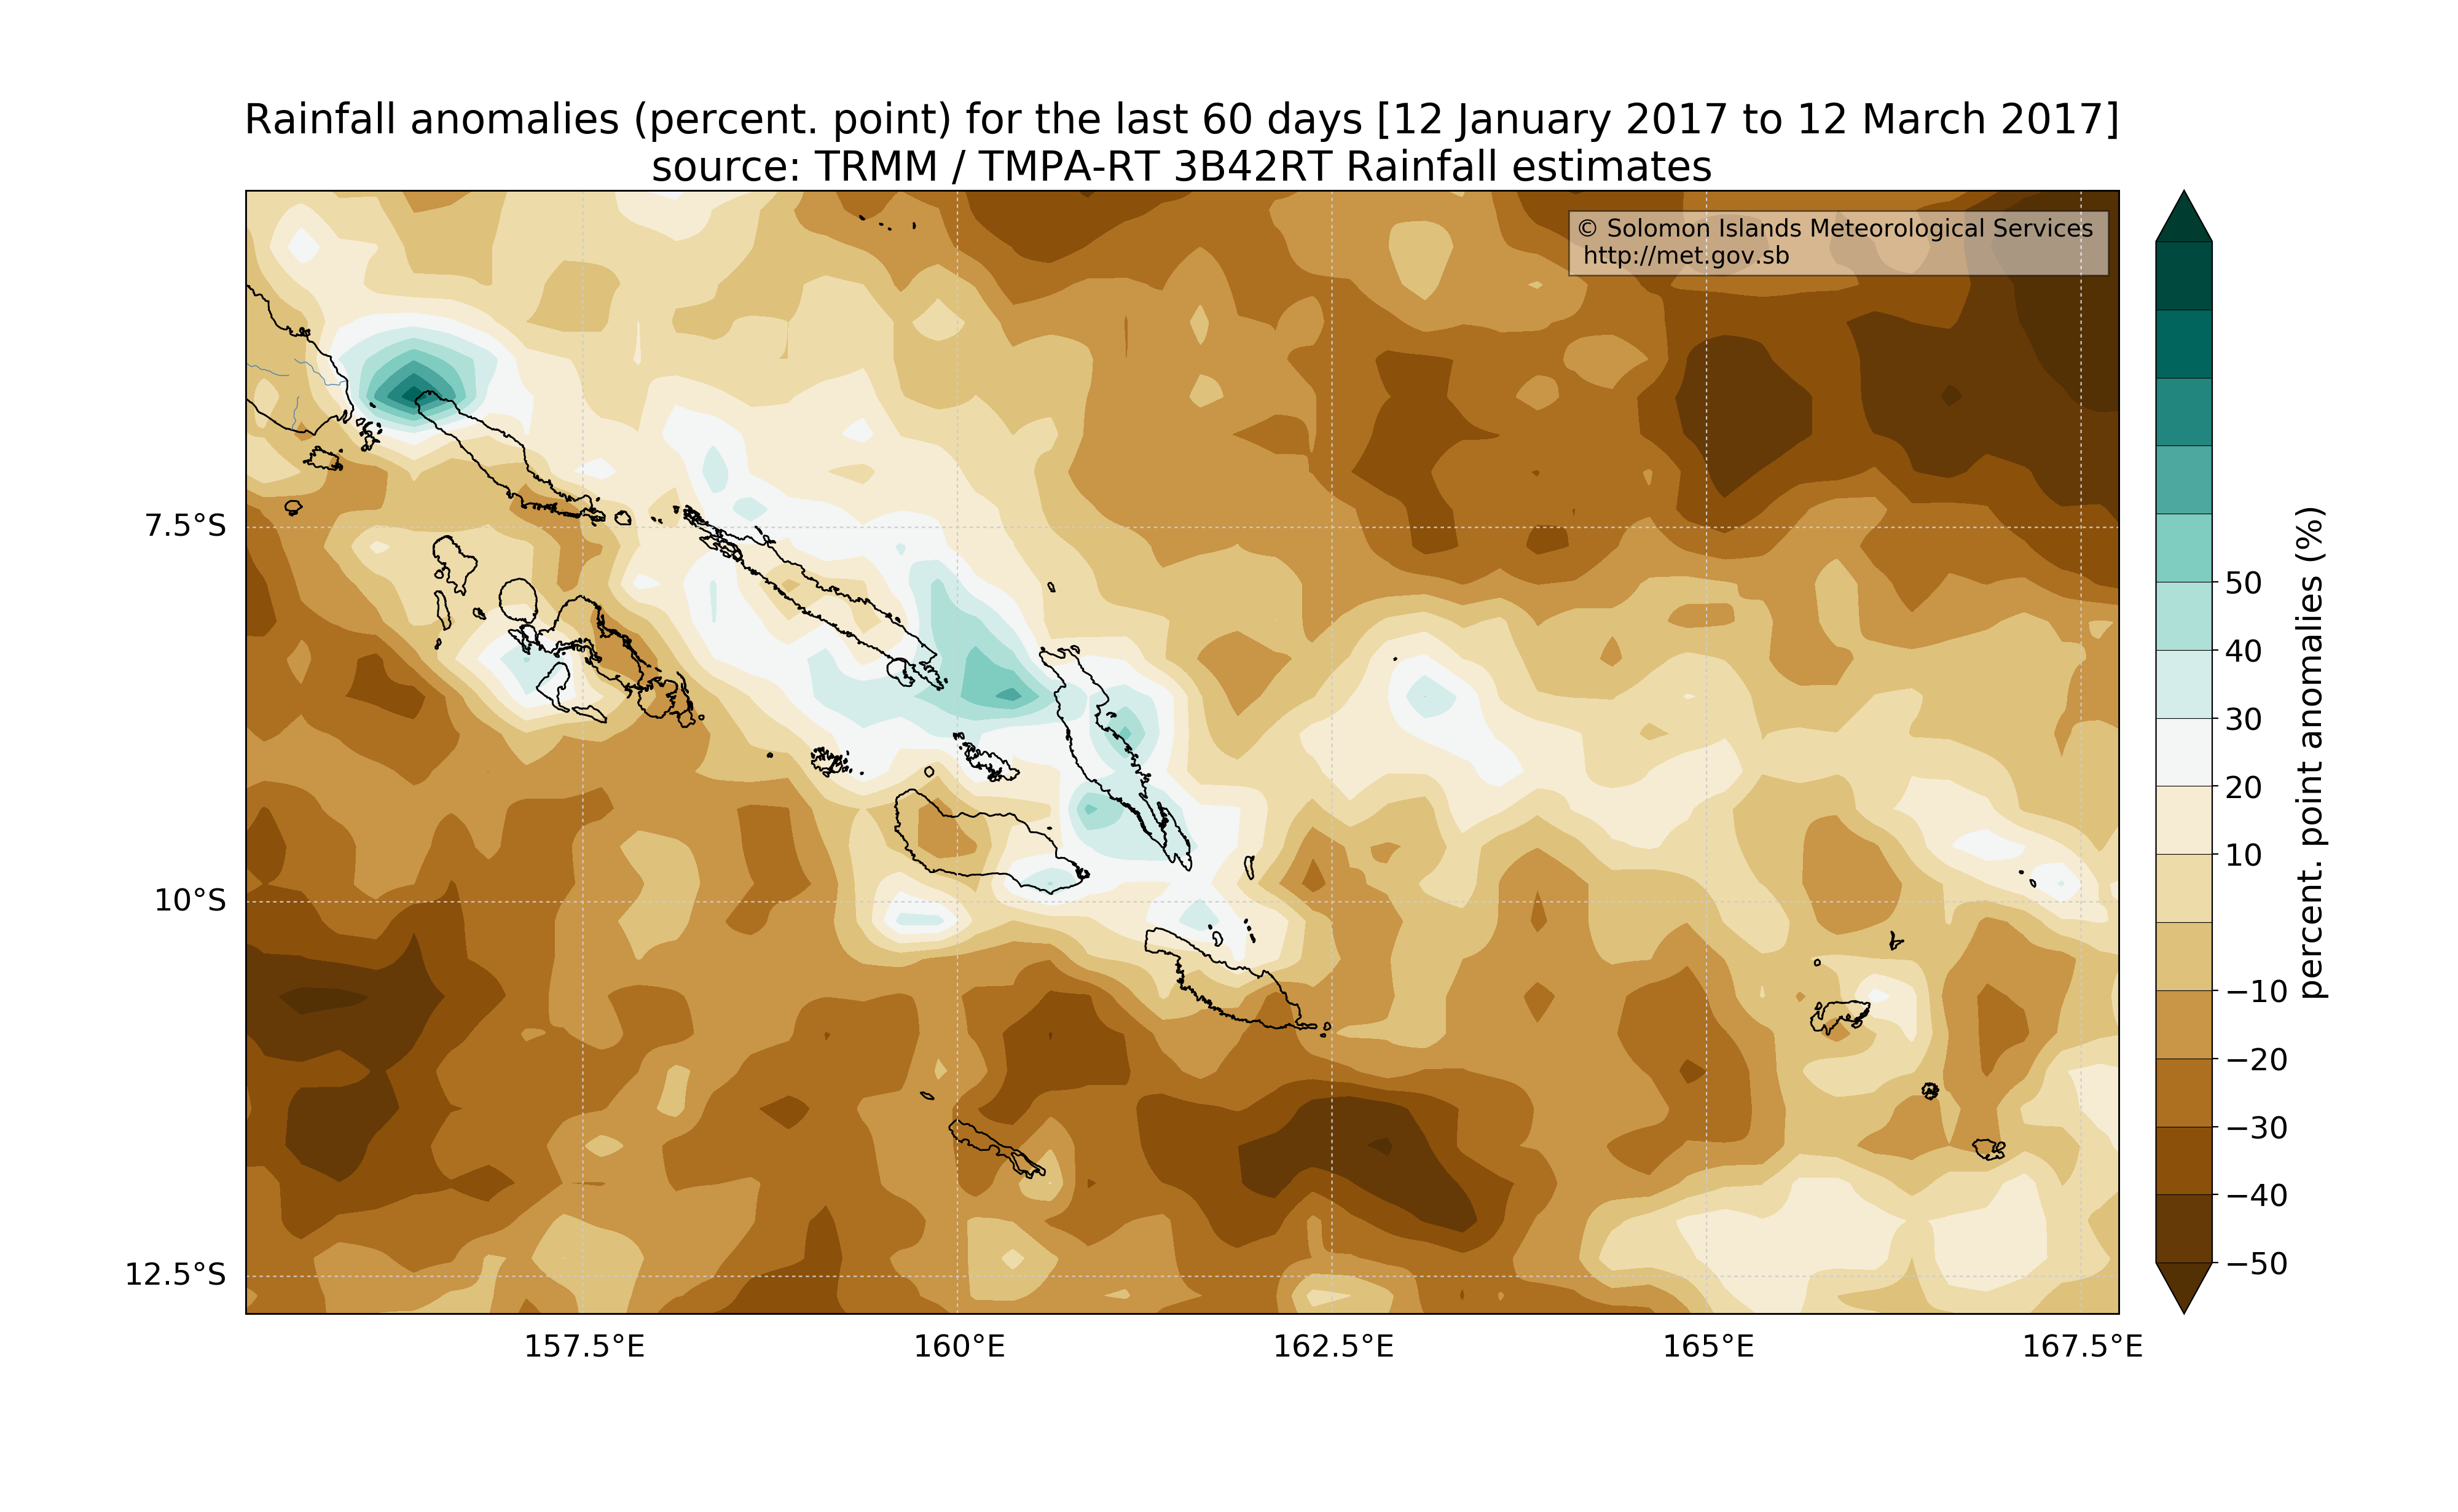 Rainfall anomalies (percent. point) for the last 60 days [12 January 2017 to 12 March 2017]
source: TRMM / TMPA-RT 3B42RT Rainfall estimates
© Solomon Islands Meteorological Services
http://met.gov.sb
7.5°S
10°S
12.5°S
157.5°E
160°E
162.5°E
165°E
167.5°E
50
40
30
20
10
−10
−20
−30
−40
−50
percent. point anomalies (%)